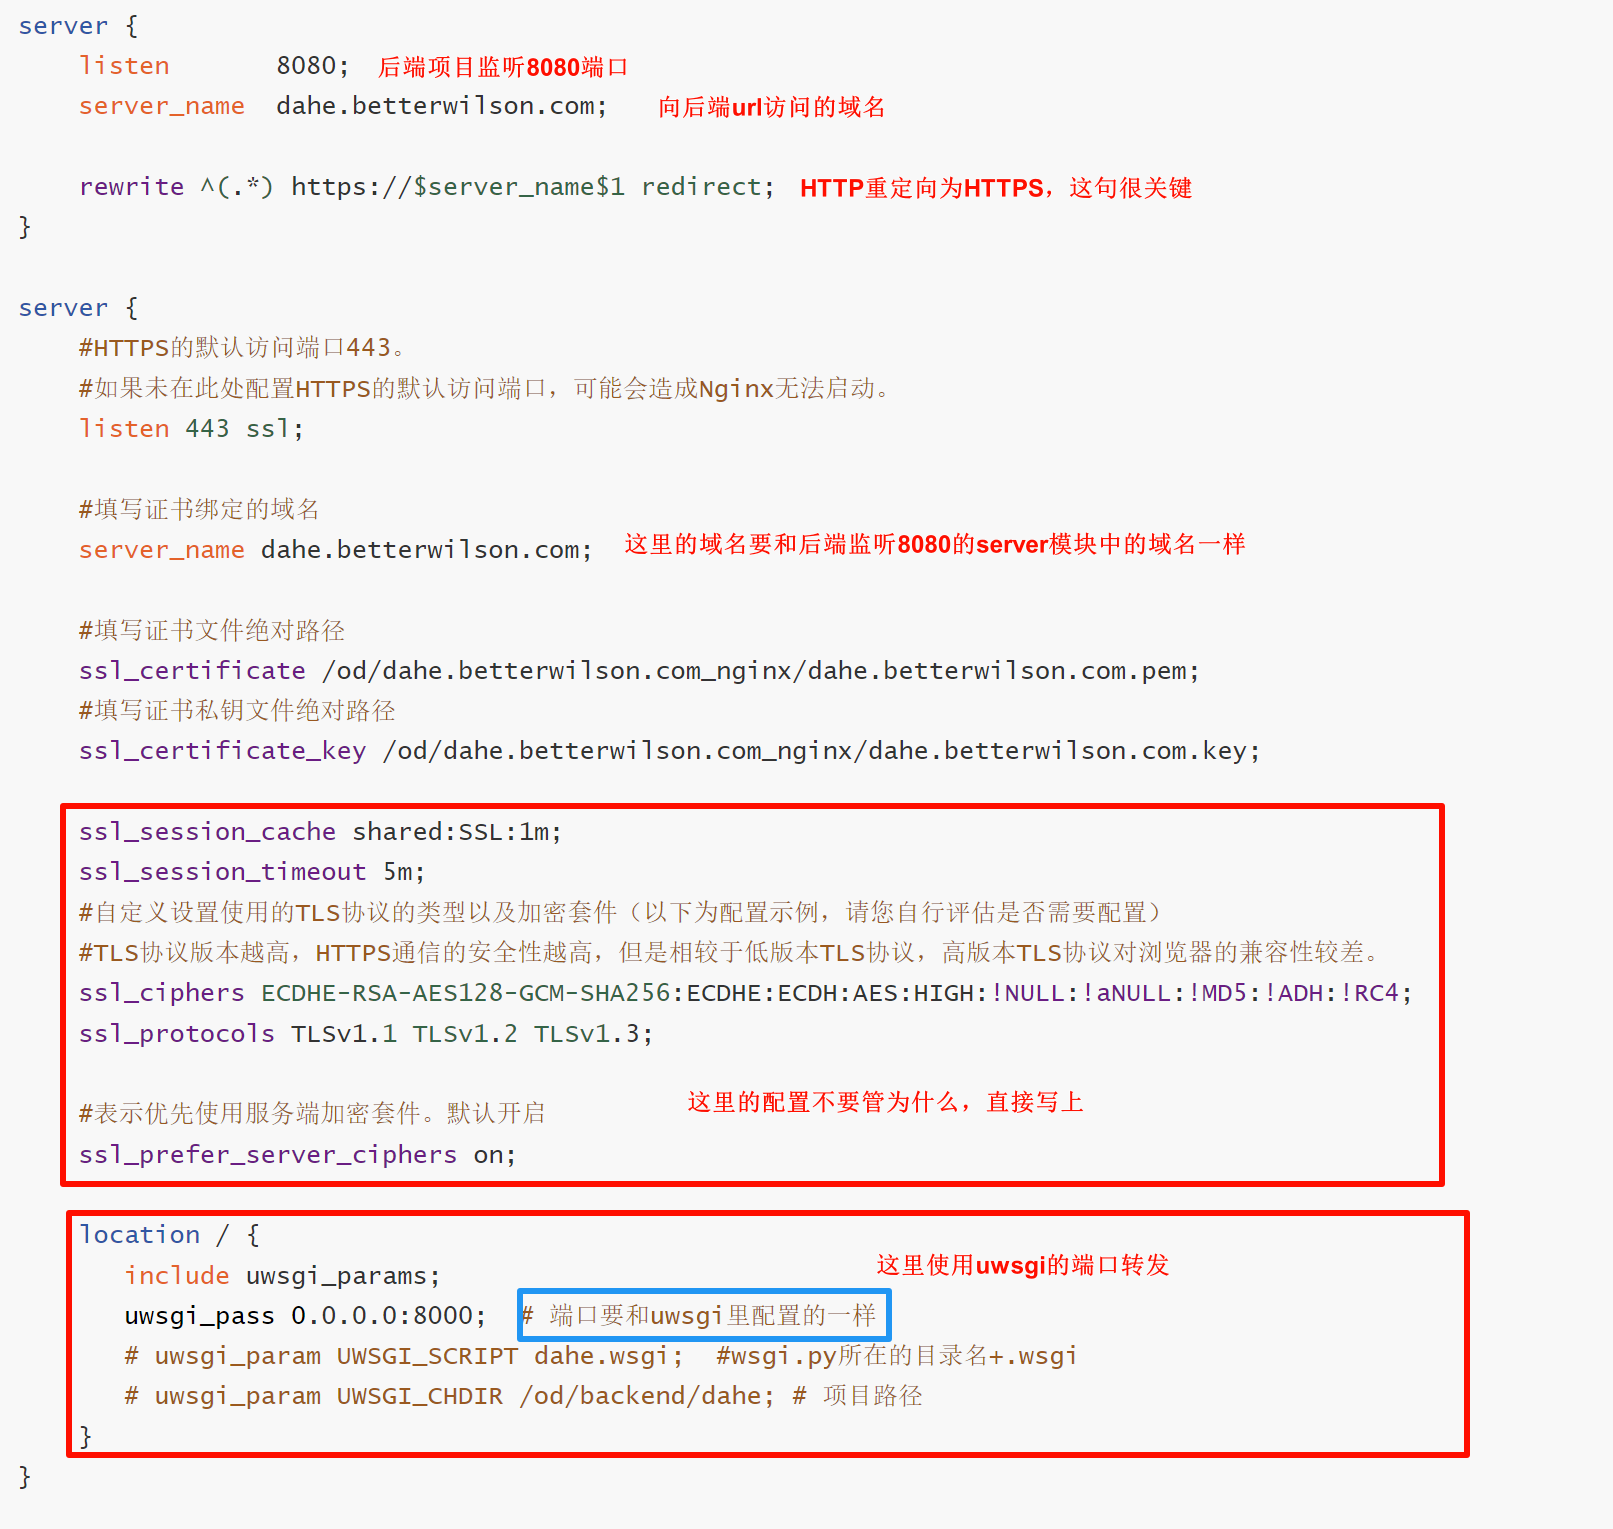 server {
listen 8080; 后端项目监听8080端口
server_name dahe.betterwilson.com; 向后端url访问的域名
rewrite ^(.*) https://$server_name$1 redirect; HTTP重定向为HTTPS，这句很关键
}
server {
#HTTPS的默认访问端口443。
#如果未在此处配置HTTPS的默认访问端口，可能会造成Nginx无法启动。
listen 443 ssl;
#填写证书绑定的域名
server_name dahe.betterwilson.com; 这里的域名要和后端监听8080的server模块中的域名一样
#填写证书文件绝对路径
ssl_certificate /od/dahe.betterwilson.com_nginx/dahe.betterwilson.com.pem;
#填写证书私钥文件绝对路径
ssl_certificate_key /od/dahe.betterwilson.com_nginx/dahe.betterwilson.com.key;
ssl_session_cache shared:SSL:1m;
ssl_session_timeout 5m;
#自定义设置使用的TLS协议的类型以及加密套件（以下为配置示例，请您自行评估是否需要配置）
#TLS协议版本越高，HTTPS通信的安全性越高，但是相较于低版本TLS协议，高版本TLS协议对浏览器的兼容性较差。
ssl_ciphers ECDHE-RSA-AES128-GCM-SHA256:ECDHE:ECDH:AES:HIGH:!NULL:!aNULL:!MD5:!ADH:!RC4;
ssl_protocols TLSv1.1 TLSv1.2 TLSv1.3;
#表示优先使用服务端加密套件。默认开启 这里的配置不要管为什么，直接写上
ssl_prefer_server_ciphers on;
location / {
include uwsgi_params; 这里使用uwsgi的端口转发
uwsgi_pass 0.0.0.0:8000; # 端口要和uwsgi里配置的一样
# uwsgi_param UWSGI_SCRIPT dahe.wsgi; #wsgi.py所在的目录名+.wsgi
# uwsgi_param UWSGI_CHDIR /od/backend/dahe; # 项目路径
}
}